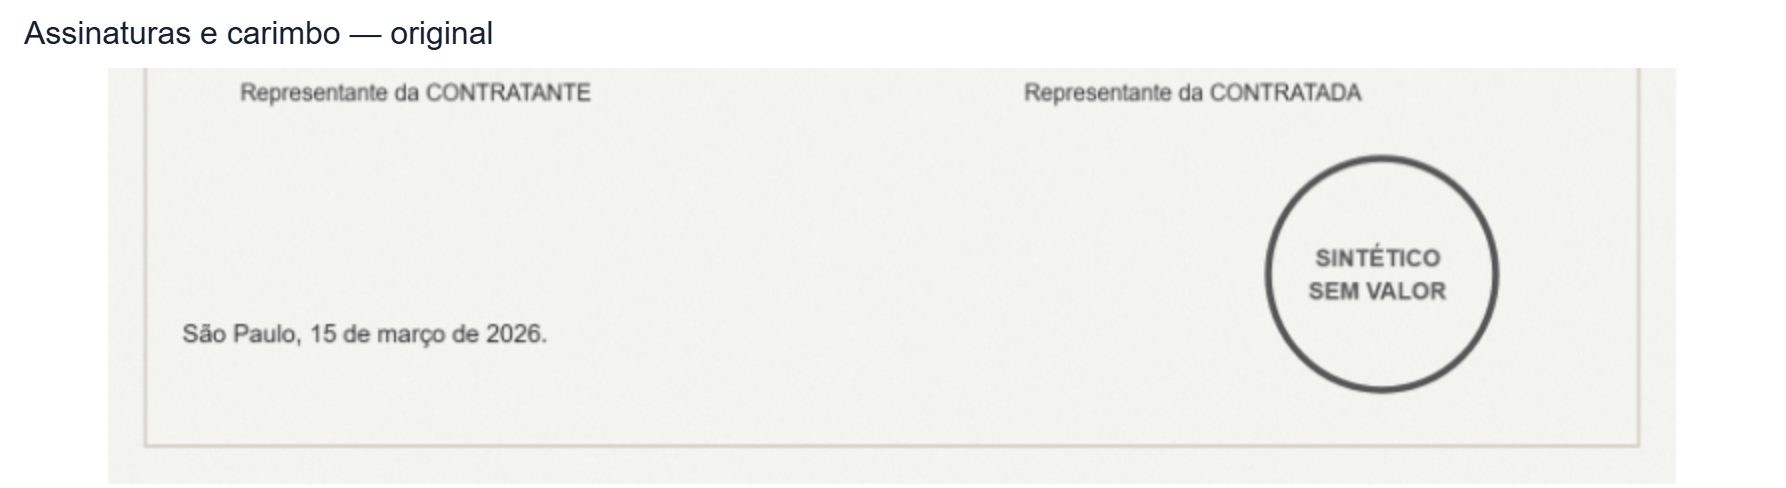 Assinaturas e carimbo — original
Representante da CONTRATANTE
Representante da CONTRATADA
SINTÉTICO
SEM VALOR
São Paulo, 15 de março de 2026.